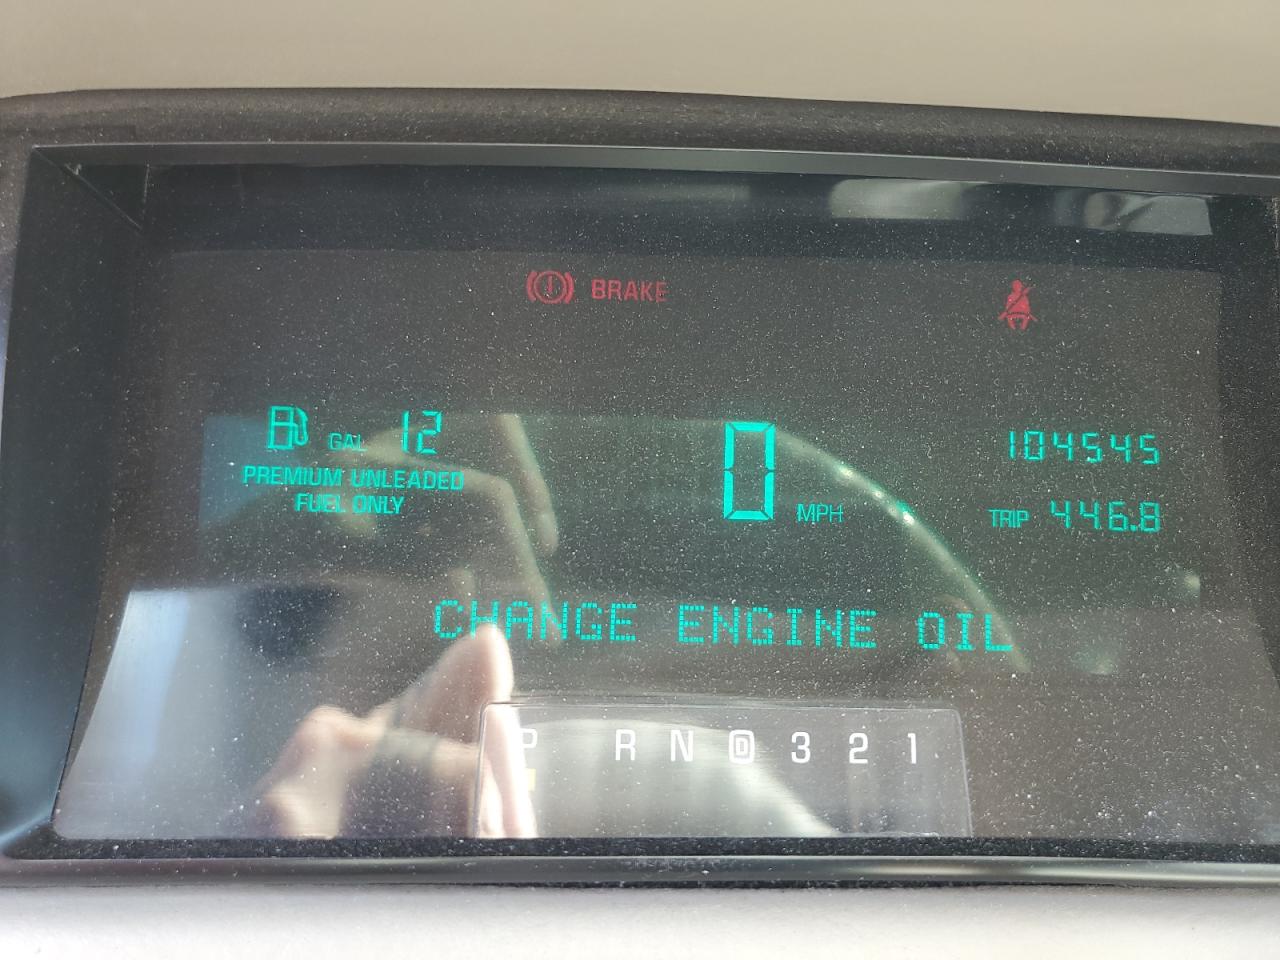 BRAKE
GAL 12
PREMIUM UNLEADED
FUEL ONLY
0 MPH
104545
TRIP 446.8
CHANGE ENGINE OIL
P R N D 3 2 1